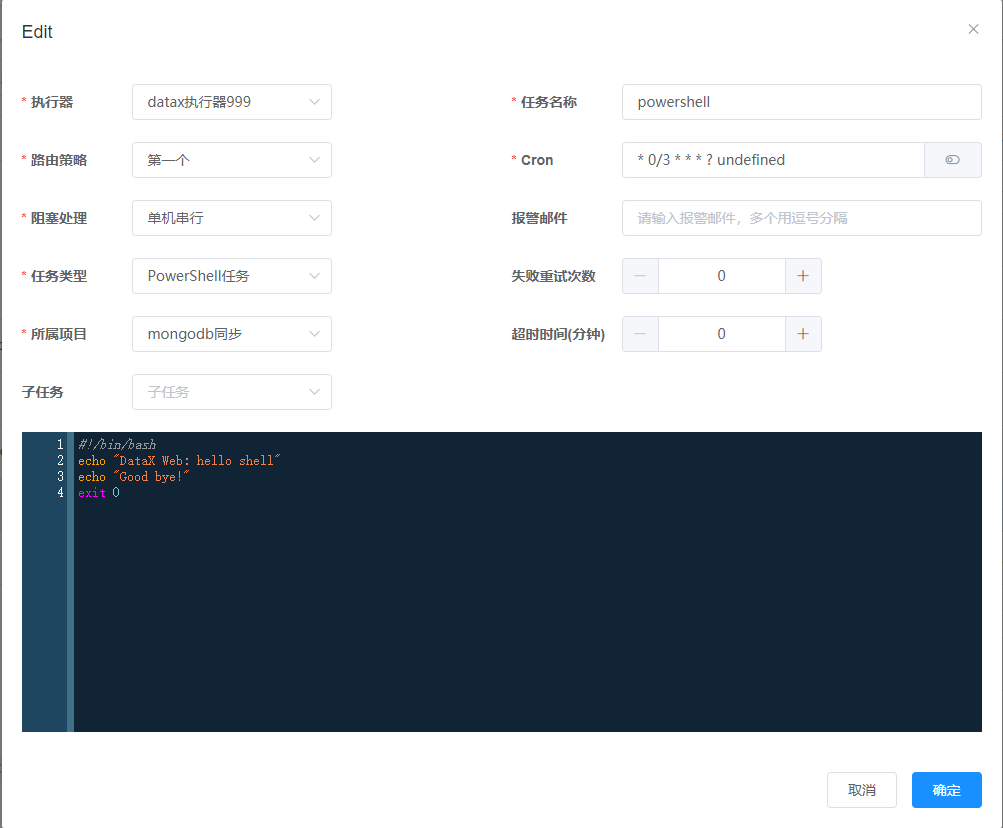 Edit
* 执行器 datax执行器999 * 任务名称 powershell
* 路由策略 第一个 * Cron * 0/3 * * * ? undefined
* 阻塞处理 单机串行 报警邮件 请输入报警邮件，多个用逗号分隔
* 任务类型 PowerShell任务 失败重试次数 0
* 所属项目 mongodb同步 超时时间(分钟) 0
子任务 子任务
1 #!/bin/bash
2 echo "DataX Web: hello shell"
3 echo "Good bye!"
4 exit 0
取消 确定